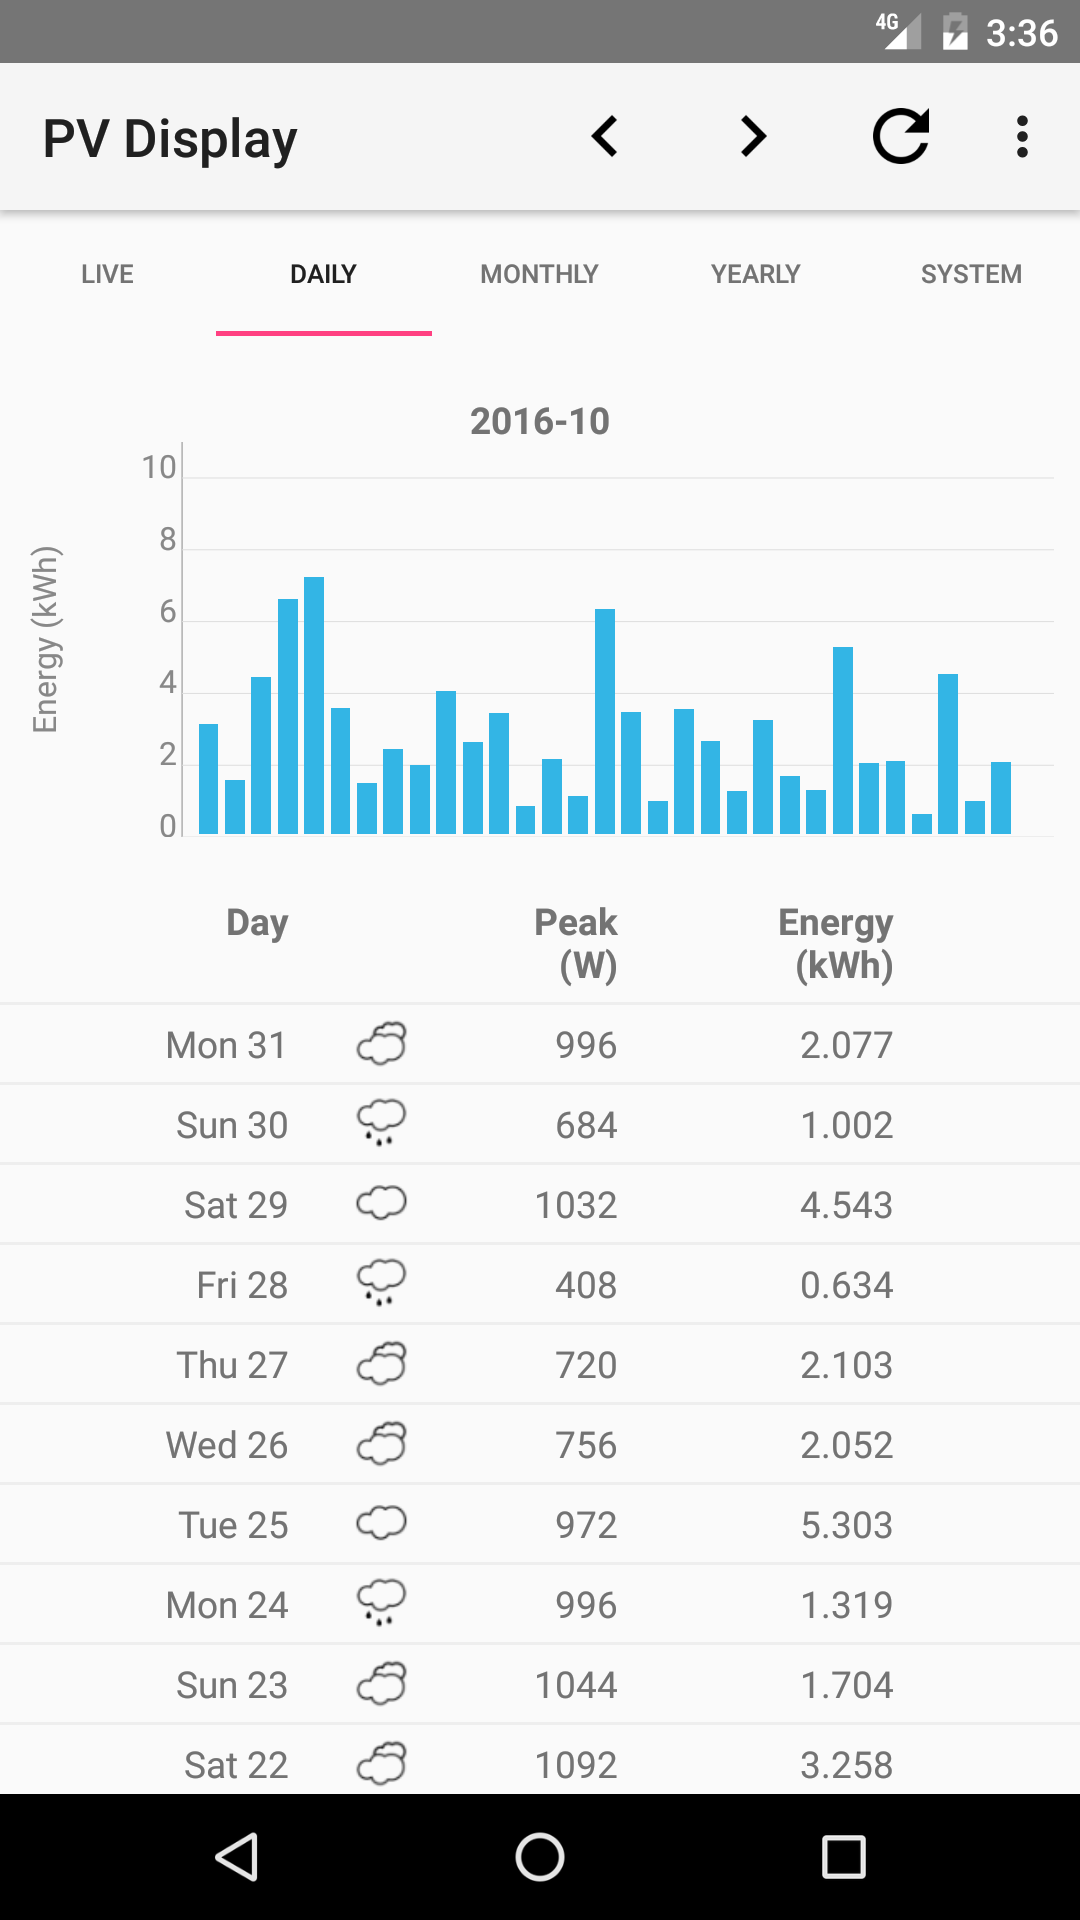 4G 3:36
PV Display
LIVE DAILY MONTHLY YEARLY SYSTEM
2016-10
Energy (kWh)
10
8
6
4
2
0
Day Peak (W) Energy (kWh)
Mon 31 996 2.077
Sun 30 684 1.002
Sat 29 1032 4.543
Fri 28 408 0.634
Thu 27 720 2.103
Wed 26 756 2.052
Tue 25 972 5.303
Mon 24 996 1.319
Sun 23 1044 1.704
Sat 22 1092 3.258